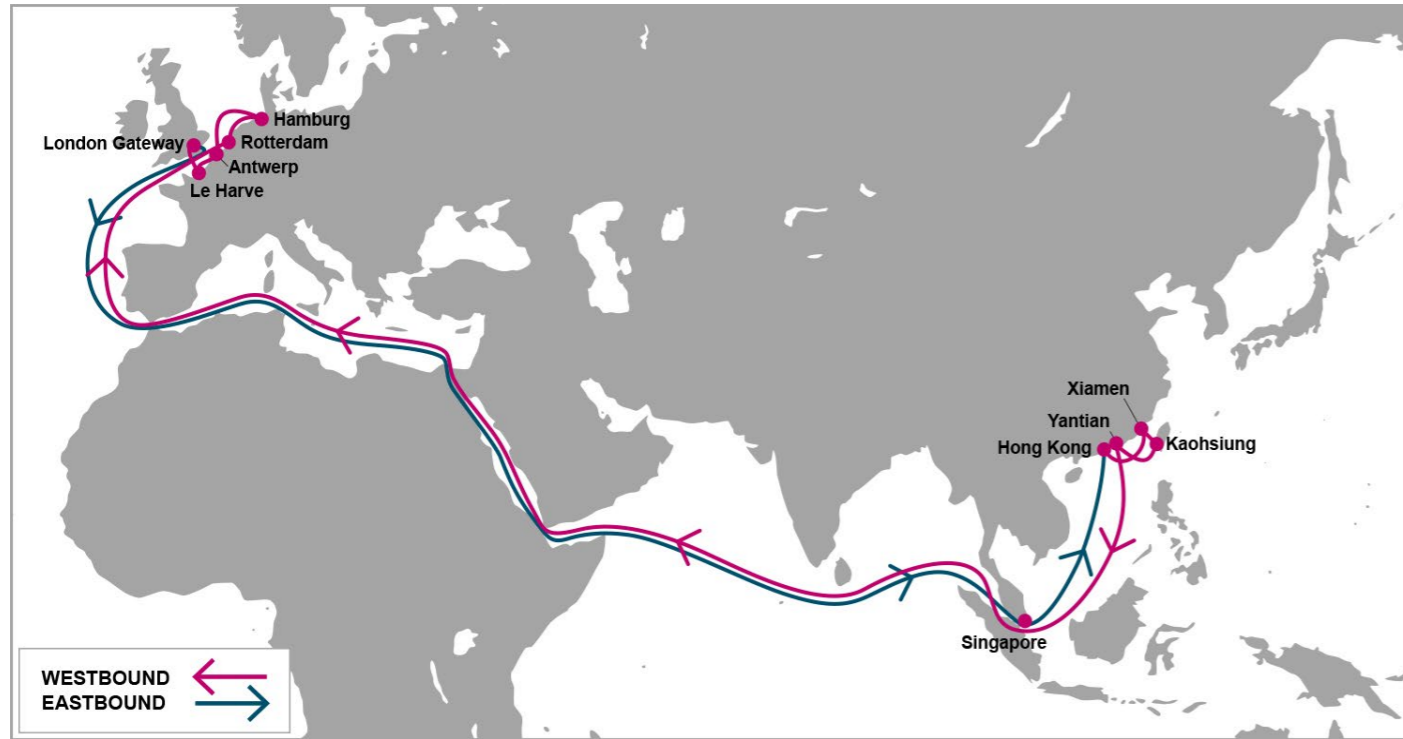 Hamburg
London Gateway
Rotterdam
Antwerp
Le Harve
Xiamen
Yantian
Hong Kong
Kaohsiung
Singapore
WESTBOUND
EASTBOUND